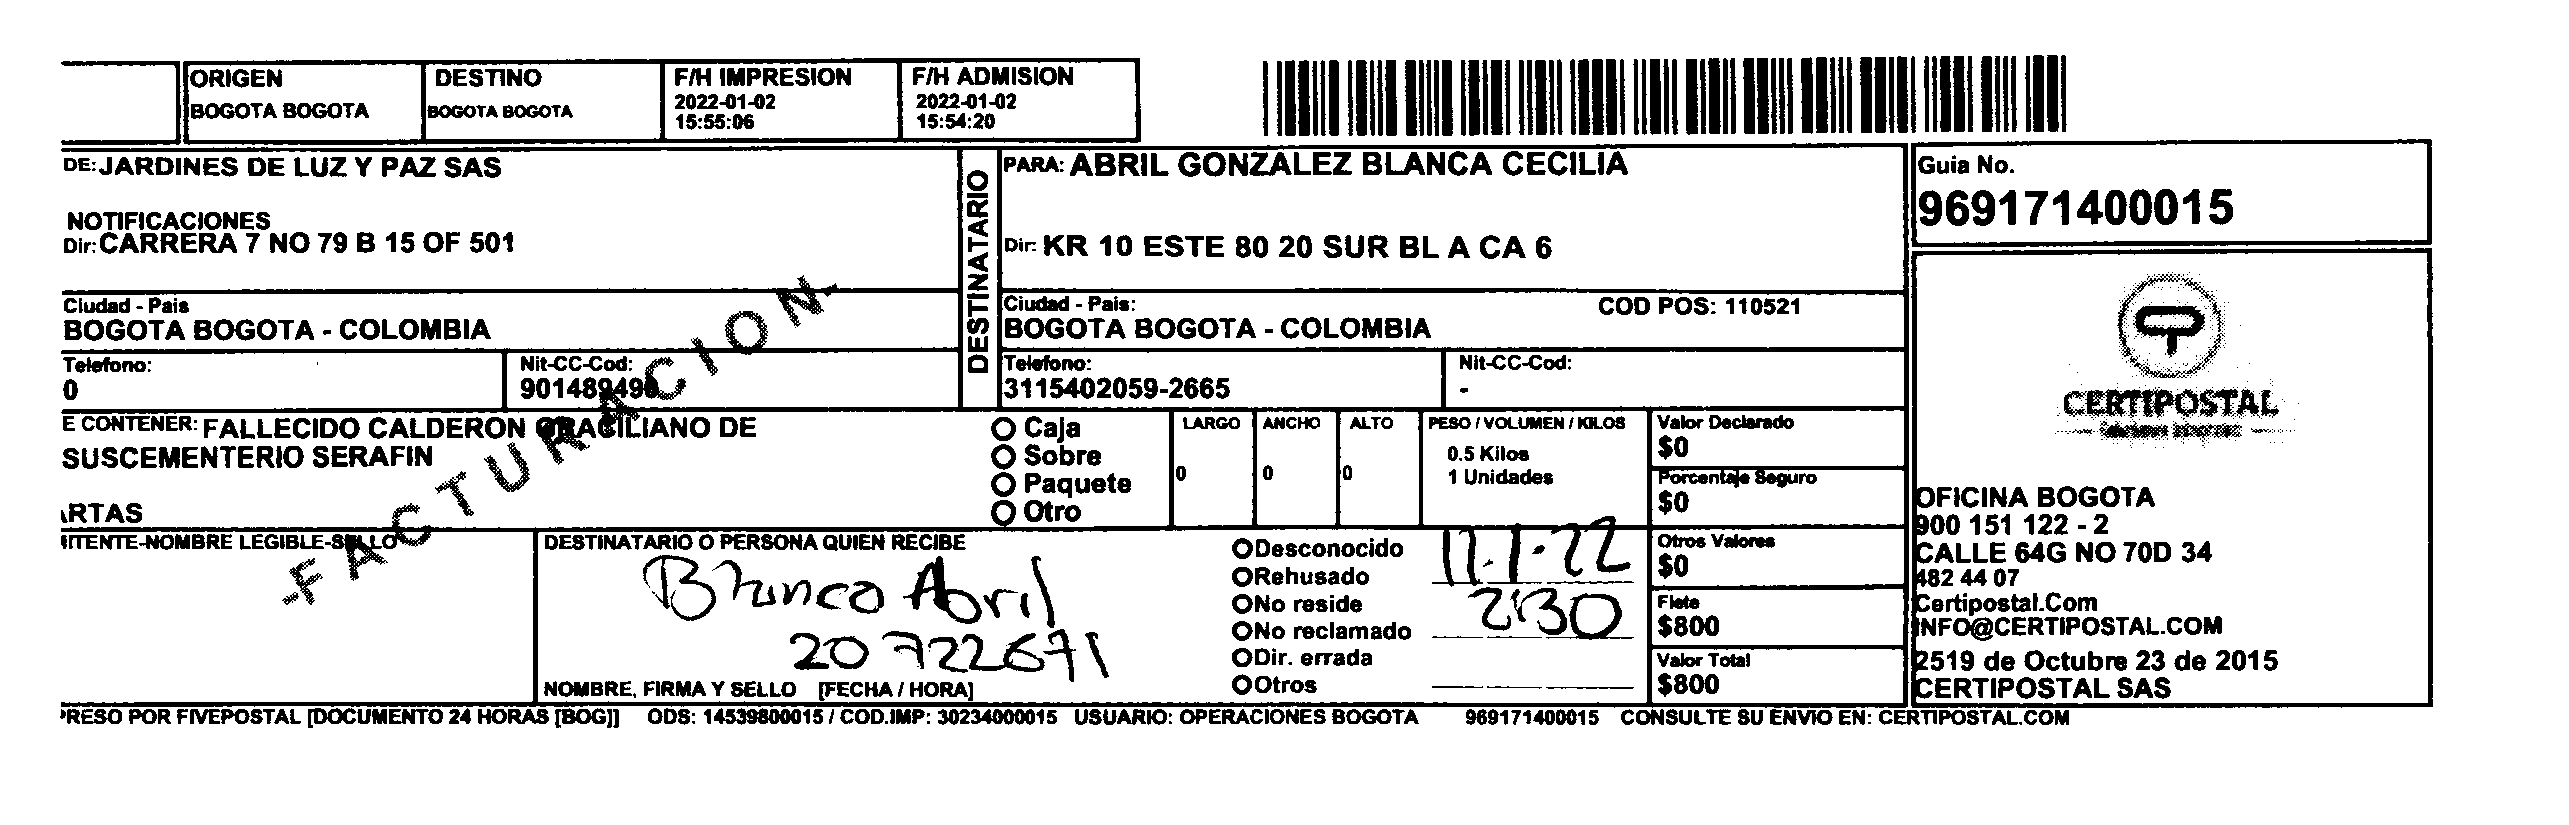 ORIGEN DESTINO F/H IMPRESION F/H ADMISION
BOGOTA BOGOTA BOGOTA BOGOTA 2022-01-02 2022-01-02
15:55:06 15:54:20
DE: JARDINES DE LUZ Y PAZ SAS
NOTIFICACIONES
Dir: CARRERA 7 NO 79 B 15 OF 501
Ciudad - Pais
BOGOTA BOGOTA - COLOMBIA
Telefono: Nit-CC-Cod:
0 901489490
DESTINATARIO
PARA: ABRIL GONZALEZ BLANCA CECILIA
Dir: KR 10 ESTE 80 20 SUR BL A CA 6
Ciudad - Pais: COD POS: 110521
BOGOTA BOGOTA - COLOMBIA
Telefono: Nit-CC-Cod:
3115402059-2665 -
Guia No.
969171400015
E CONTENER: FALLECIDO CALDERON GRACILIANO DE
SUSCEMENTERIO SERAFIN
ARTAS
-FACTURACION-
Caja
Sobre
Paquete
Otro
LARGO ANCHO ALTO PESO / VOLUMEN / KILOS
0 0 0 0.5 Kilos
1 Unidades
Valor Declarado
$0
Porcentaje Seguro
$0
Otros Valores
$0
Flete
$800
Valor Total
$800
MITENTE-NOMBRE LEGIBLE-SELLO
DESTINATARIO O PERSONA QUIEN RECIBE
Blanca Abril
20722671
NOMBRE, FIRMA Y SELLO [FECHA / HORA]
Desconocido
Rehusado
No reside
No reclamado
Dir. errada
Otros
11-1-22
2:30
CERTIPOSTAL
OFICINA BOGOTA
900 151 122 - 2
CALLE 64G NO 70D 34
482 44 07
Certipostal.Com
INFO@CERTIPOSTAL.COM
2519 de Octubre 23 de 2015
CERTIPOSTAL SAS
PRESO POR FIVEPOSTAL [DOCUMENTO 24 HORAS [BOG]] ODS: 14539800015 / COD.IMP: 30234000015 USUARIO: OPERACIONES BOGOTA 969171400015 CONSULTE SU ENVIO EN: CERTIPOSTAL.COM